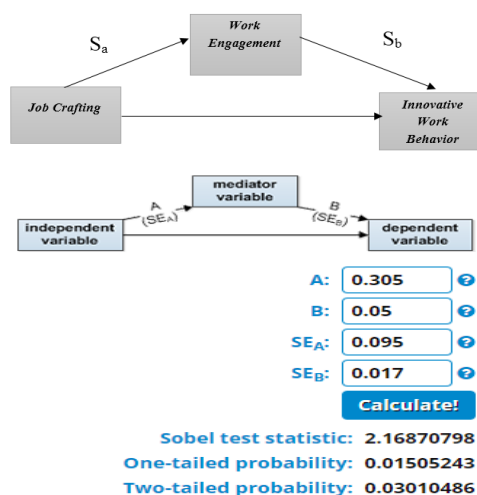 Work
Engagement
Sa
Sb
Job Crafting
Innovative
Work
Behavior
mediator
variable
A
(SEA)
B
(SEB)
independent
variable
dependent
variable
A: 0.305 ?
B: 0.05 ?
SEA: 0.095 ?
SEB: 0.017 ?
Calculate!
Sobel test statistic: 2.16870798
One-tailed probability: 0.01505243
Two-tailed probability: 0.03010486